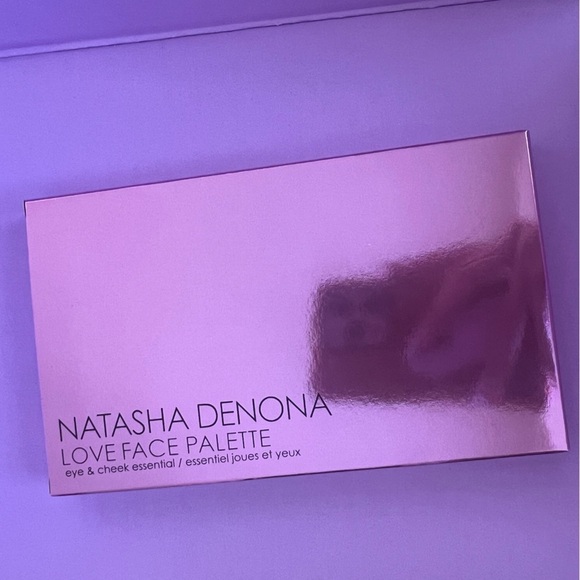 NATASHA DENONA
LOVE FACE PALETTE
eye & cheek essential / essentiel joues et yeux